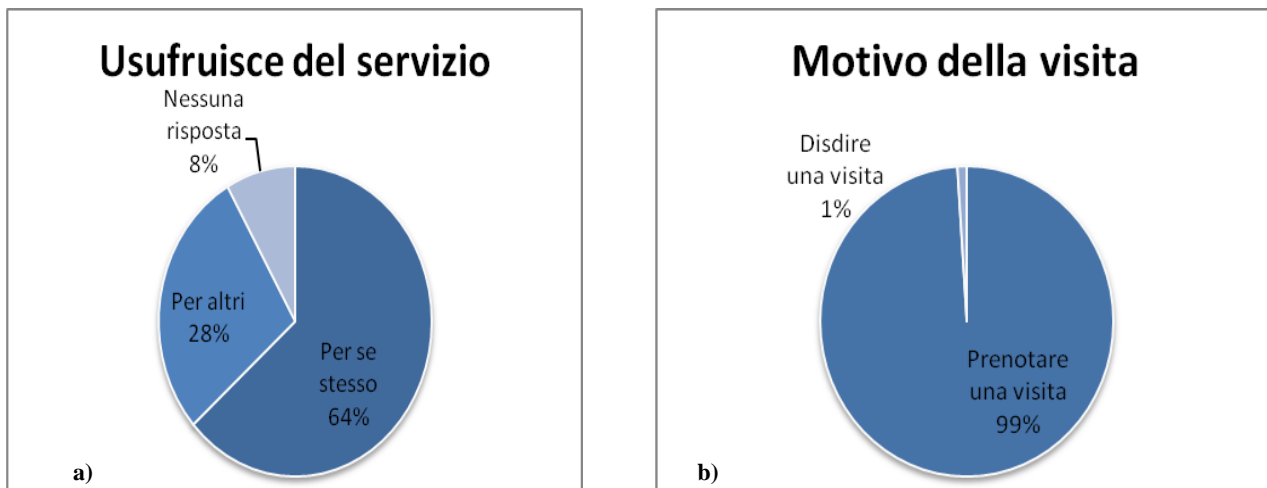 Usufruisce del servizio
Nessuna
risposta
8%
Per altri
28%
Per se
stesso
64%
a)
Motivo della visita
Disdire
una visita
1%
Prenotare
una visita
99%
b)